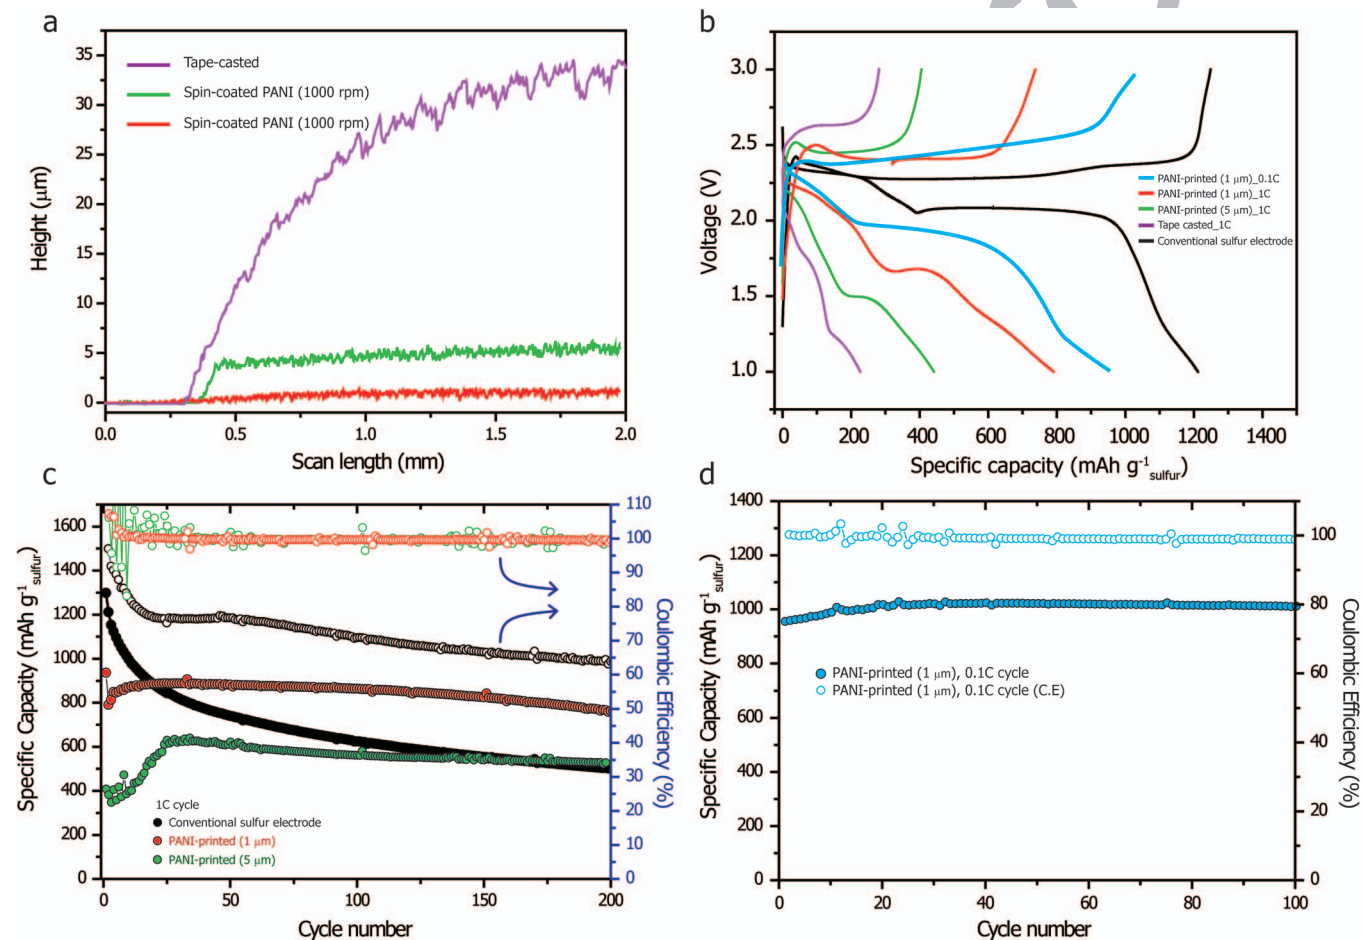 a
35
30
25
20
15
10
5
0
Height (μm)
Tape-casted
Spin-coated PANI (1000 rpm)
Spin-coated PANI (1000 rpm)
0.0 0.5 1.0 1.5 2.0
Scan length (mm)
b
3.0
2.5
2.0
1.5
1.0
Voltage (V)
PANI-printed (1 μm)_0.1C
PANI-printed (1 μm)_1C
PANI-printed (5 μm)_1C
Tape casted_1C
Conventional sulfur electrode
0 200 400 600 800 1000 1200 1400
Specific capacity (mAh g⁻¹ sulfur)
c
1600
1400
1200
1000
800
600
400
200
0
Specific Capacity (mAh g⁻¹ sulfur)
110
100
90
80
70
60
50
40
30
20
10
0
Coulombic Efficiency (%)
1C cycle
Conventional sulfur electrode
PANI-printed (1 μm)
PANI-printed (5 μm)
0 50 100 150 200
Cycle number
d
1400
1200
1000
800
600
400
200
0
Specific Capacity (mAh g⁻¹ sulfur)
100
80
60
40
20
0
Coulombic Efficiency (%)
PANI-printed (1 μm), 0.1C cycle
PANI-printed (1 μm), 0.1C cycle (C.E)
0 20 40 60 80 100
Cycle number